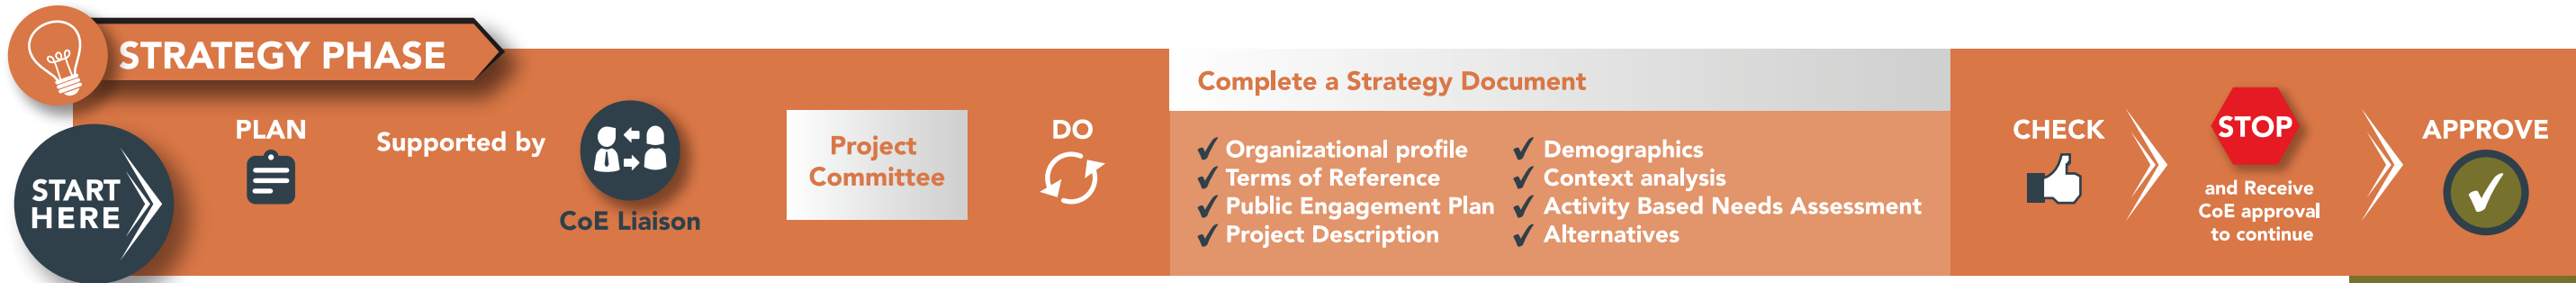 STRATEGY PHASE
START
HERE
PLAN
Supported by
CoE Liaison
Project
Committee
DO
Complete a Strategy Document
Organizational profile
Terms of Reference
Public Engagement Plan
Project Description
Demographics
Context analysis
Activity Based Needs Assessment
Alternatives
CHECK
STOP
and Receive
CoE approval
to continue
APPROVE